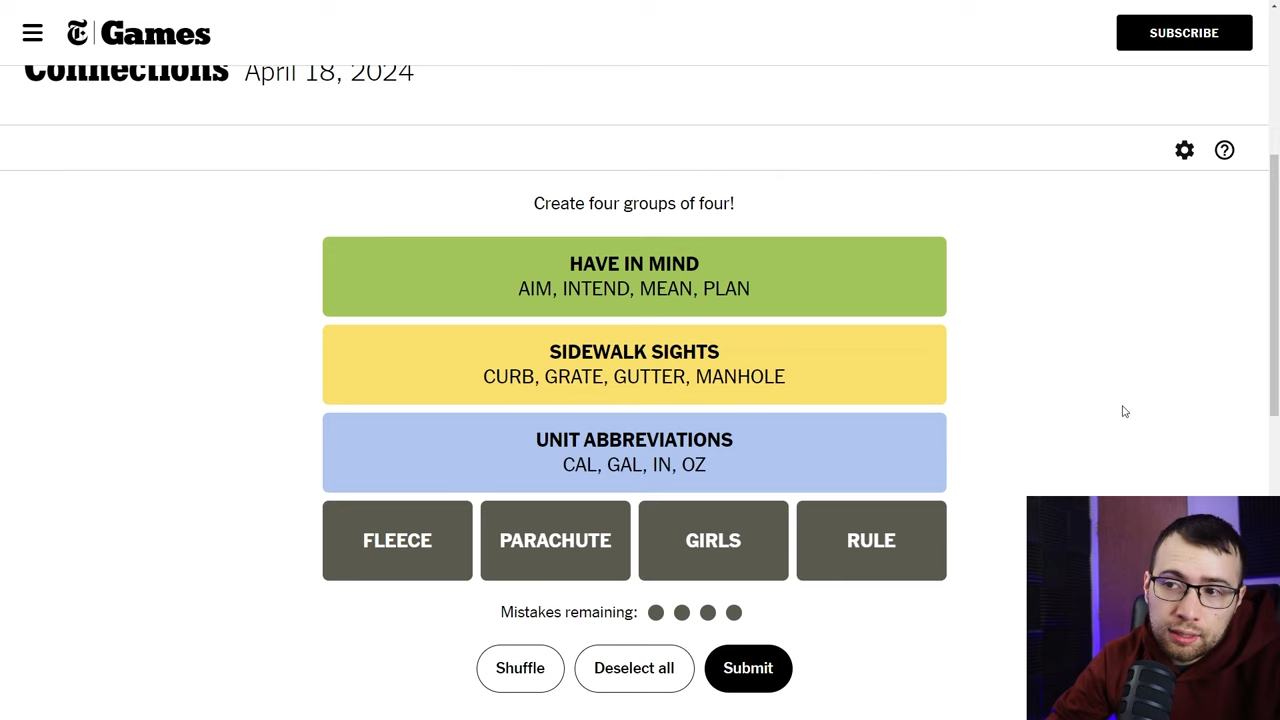 Games
SUBSCRIBE
Connections April 18, 2024
Create four groups of four!
HAVE IN MIND
AIM, INTEND, MEAN, PLAN
SIDEWALK SIGHTS
CURB, GRATE, GUTTER, MANHOLE
UNIT ABBREVIATIONS
CAL, GAL, IN, OZ
FLEECE PARACHUTE GIRLS RULE
Mistakes remaining:
Shuffle Deselect all Submit